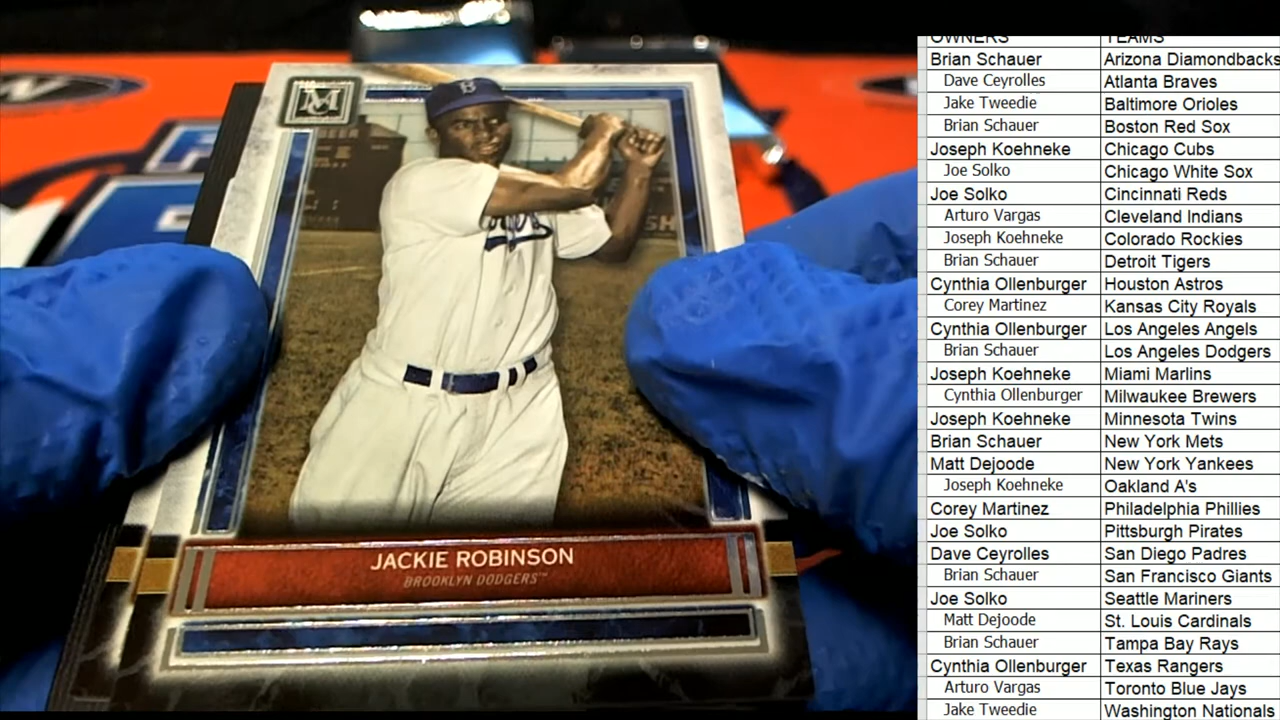 M
B
JACKIE ROBINSON
BROOKLYN DODGERS™
OWNERS TEAMS
Brian Schauer Arizona Diamondbacks
Dave Ceyrolles Atlanta Braves
Jake Tweedie Baltimore Orioles
Brian Schauer Boston Red Sox
Joseph Koehneke Chicago Cubs
Joe Solko Chicago White Sox
Joe Solko Cincinnati Reds
Arturo Vargas Cleveland Indians
Joseph Koehneke Colorado Rockies
Brian Schauer Detroit Tigers
Cynthia Ollenburger Houston Astros
Corey Martinez Kansas City Royals
Cynthia Ollenburger Los Angeles Angels
Brian Schauer Los Angeles Dodgers
Joseph Koehneke Miami Marlins
Cynthia Ollenburger Milwaukee Brewers
Joseph Koehneke Minnesota Twins
Brian Schauer New York Mets
Matt Dejoode New York Yankees
Joseph Koehneke Oakland A's
Corey Martinez Philadelphia Phillies
Joe Solko Pittsburgh Pirates
Dave Ceyrolles San Diego Padres
Brian Schauer San Francisco Giants
Joe Solko Seattle Mariners
Matt Dejoode St. Louis Cardinals
Brian Schauer Tampa Bay Rays
Cynthia Ollenburger Texas Rangers
Arturo Vargas Toronto Blue Jays
Jake Tweedie Washington Nationals